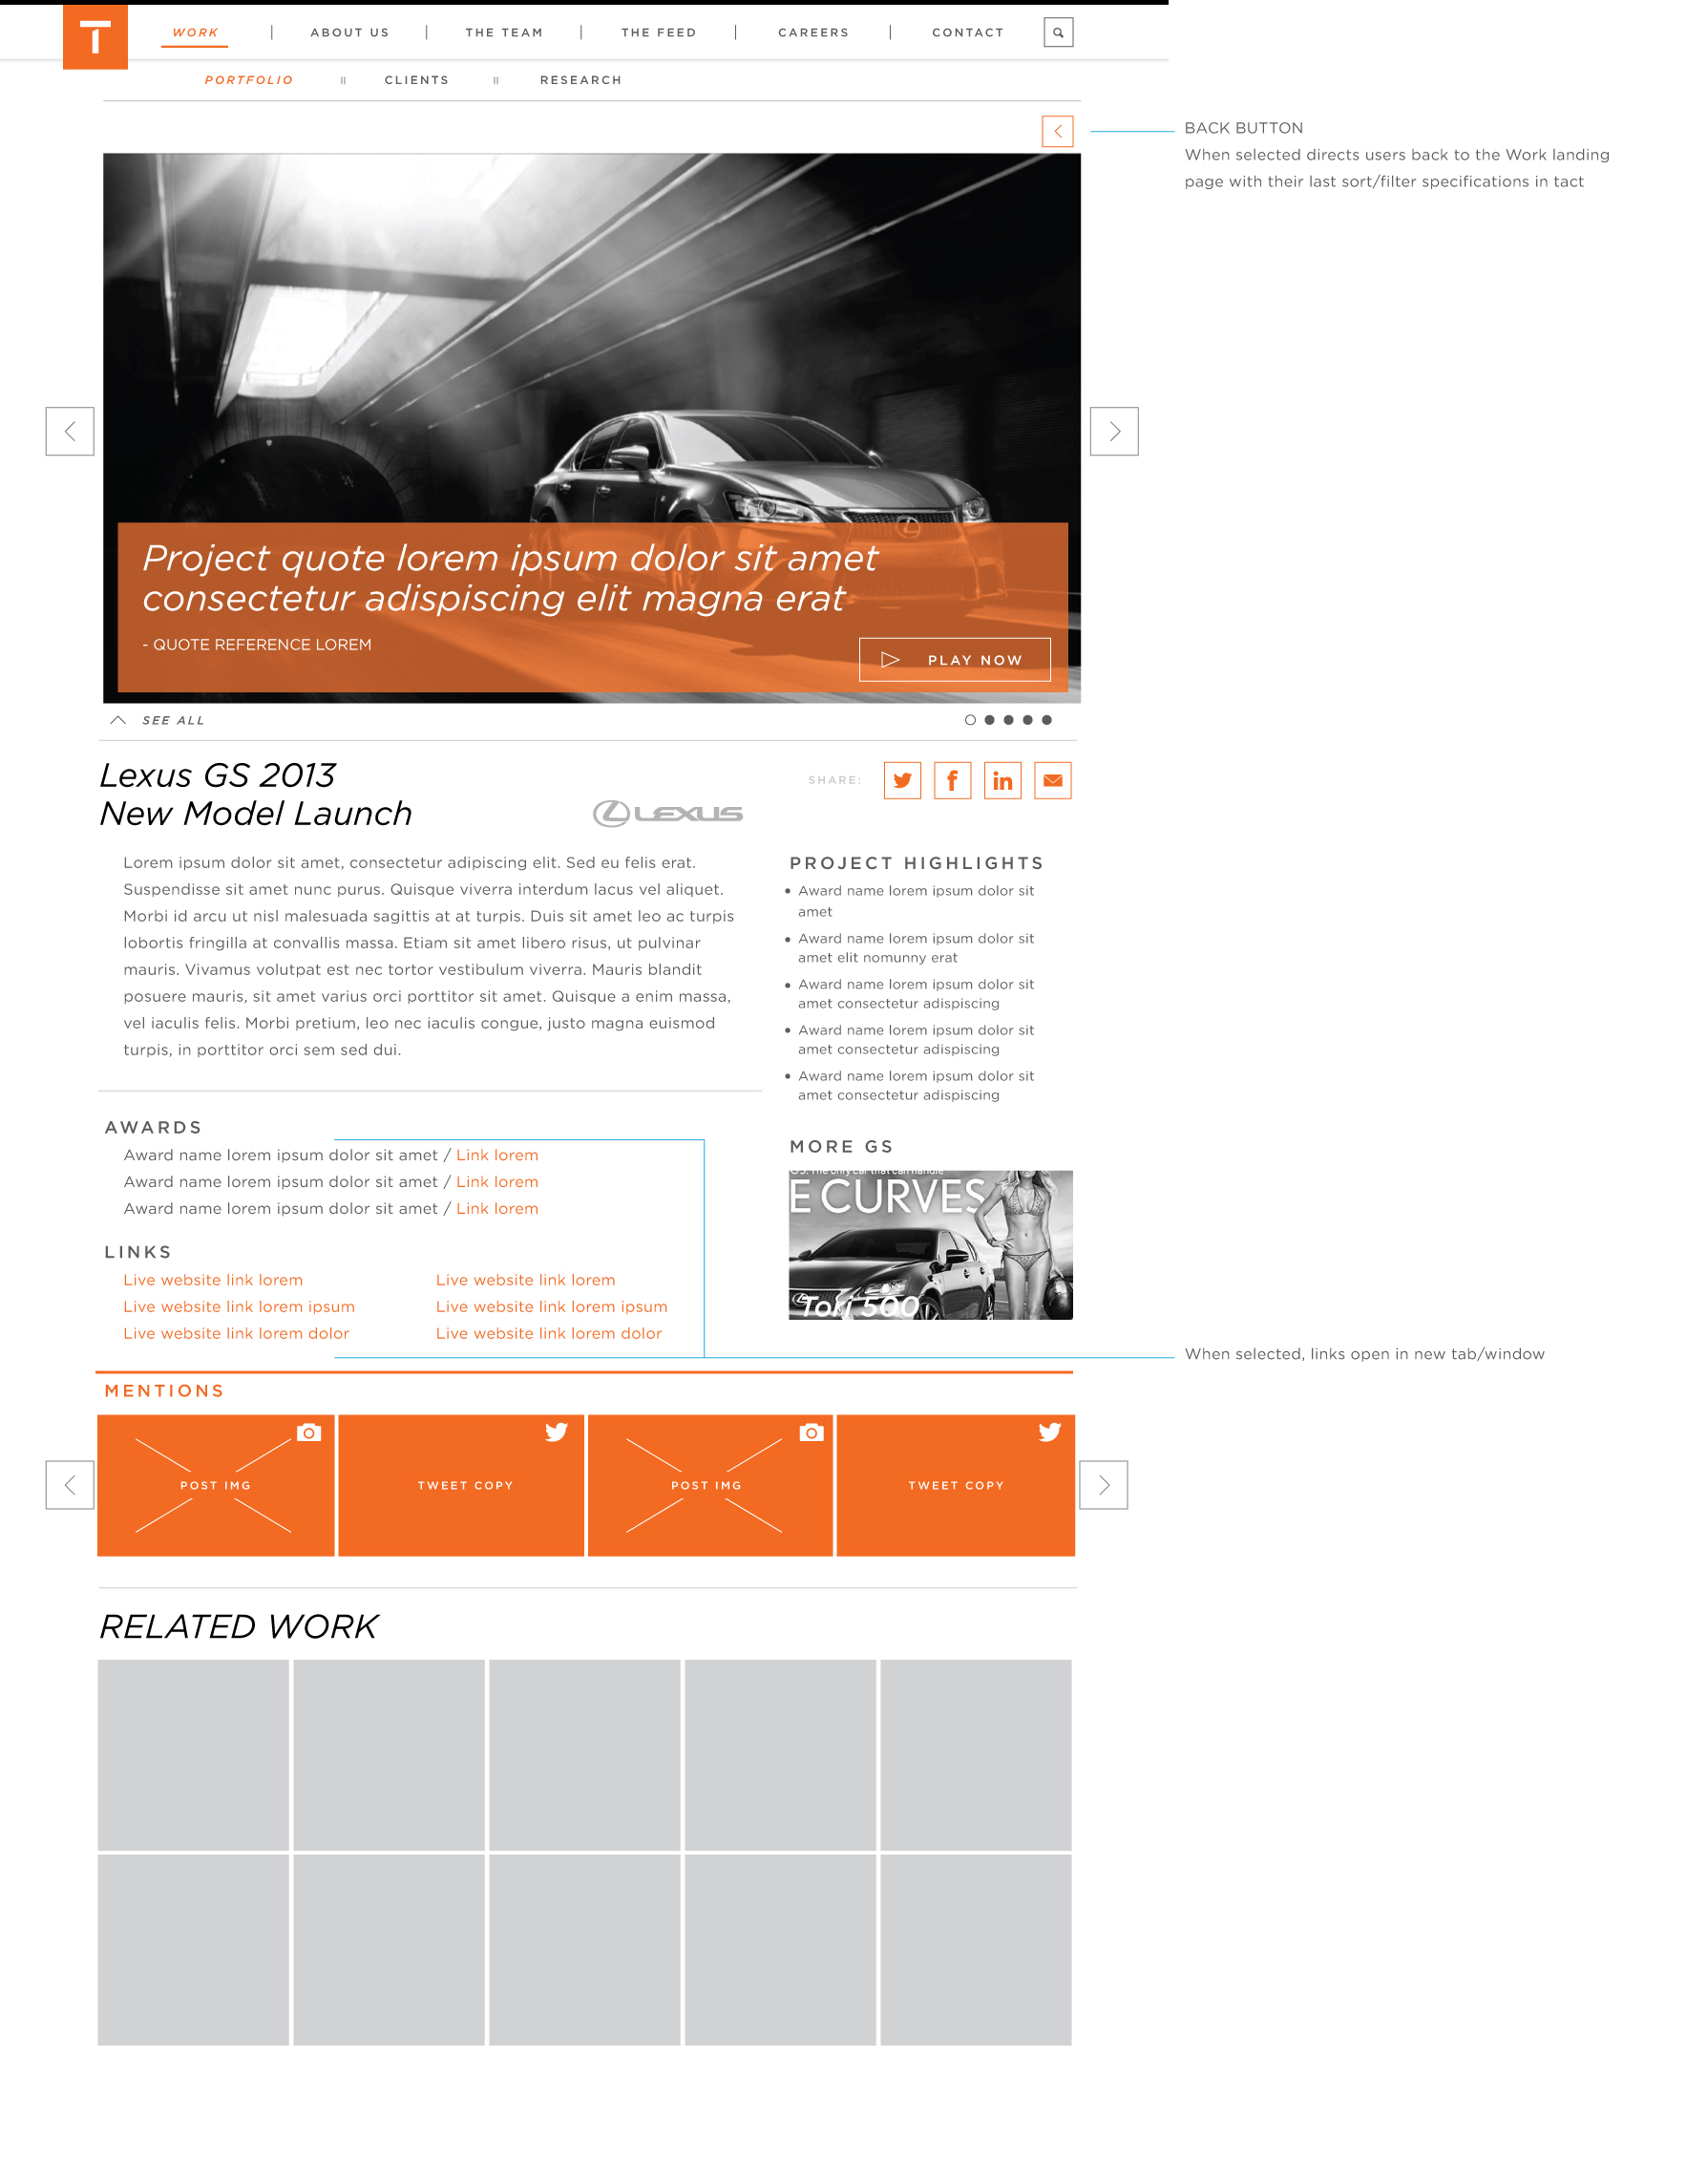 T
WORK
ABOUT US
THE TEAM
THE FEED
CAREERS
CONTACT
PORTFOLIO
CLIENTS
RESEARCH
BACK BUTTON
When selected directs users back to the Work landing
page with their last sort/filter specifications in tact
Project quote lorem ipsum dolor sit amet
consectetur adispiscing elit magna erat
- QUOTE REFERENCE LOREM
PLAY NOW
SEE ALL
Lexus GS 2013
New Model Launch
LEXUS
SHARE:
Lorem ipsum dolor sit amet, consectetur adipiscing elit. Sed eu felis erat.
Suspendisse sit amet nunc purus. Quisque viverra interdum lacus vel aliquet.
Morbi id arcu ut nisl malesuada sagittis at at turpis. Duis sit amet leo ac turpis
lobortis fringilla at convallis massa. Etiam sit amet libero risus, ut pulvinar
mauris. Vivamus volutpat est nec tortor vestibulum viverra. Mauris blandit
posuere mauris, sit amet varius orci porttitor sit amet. Quisque a enim massa,
vel iaculis felis. Morbi pretium, leo nec iaculis congue, justo magna euismod
turpis, in porttitor orci sem sed dui.
PROJECT HIGHLIGHTS
• Award name lorem ipsum dolor sit
amet
• Award name lorem ipsum dolor sit
amet elit nomunny erat
• Award name lorem ipsum dolor sit
amet consectetur adispiscing
• Award name lorem ipsum dolor sit
amet consectetur adispiscing
• Award name lorem ipsum dolor sit
amet consectetur adispiscing
AWARDS
Award name lorem ipsum dolor sit amet / Link lorem
Award name lorem ipsum dolor sit amet / Link lorem
Award name lorem ipsum dolor sit amet / Link lorem
LINKS
Live website link lorem
Live website link lorem ipsum
Live website link lorem dolor
Live website link lorem
Live website link lorem ipsum
Live website link lorem dolor
MORE GS
GS. The only car that can handle
E CURVES
Tori 500
When selected, links open in new tab/window
MENTIONS
POST IMG
TWEET COPY
POST IMG
TWEET COPY
RELATED WORK